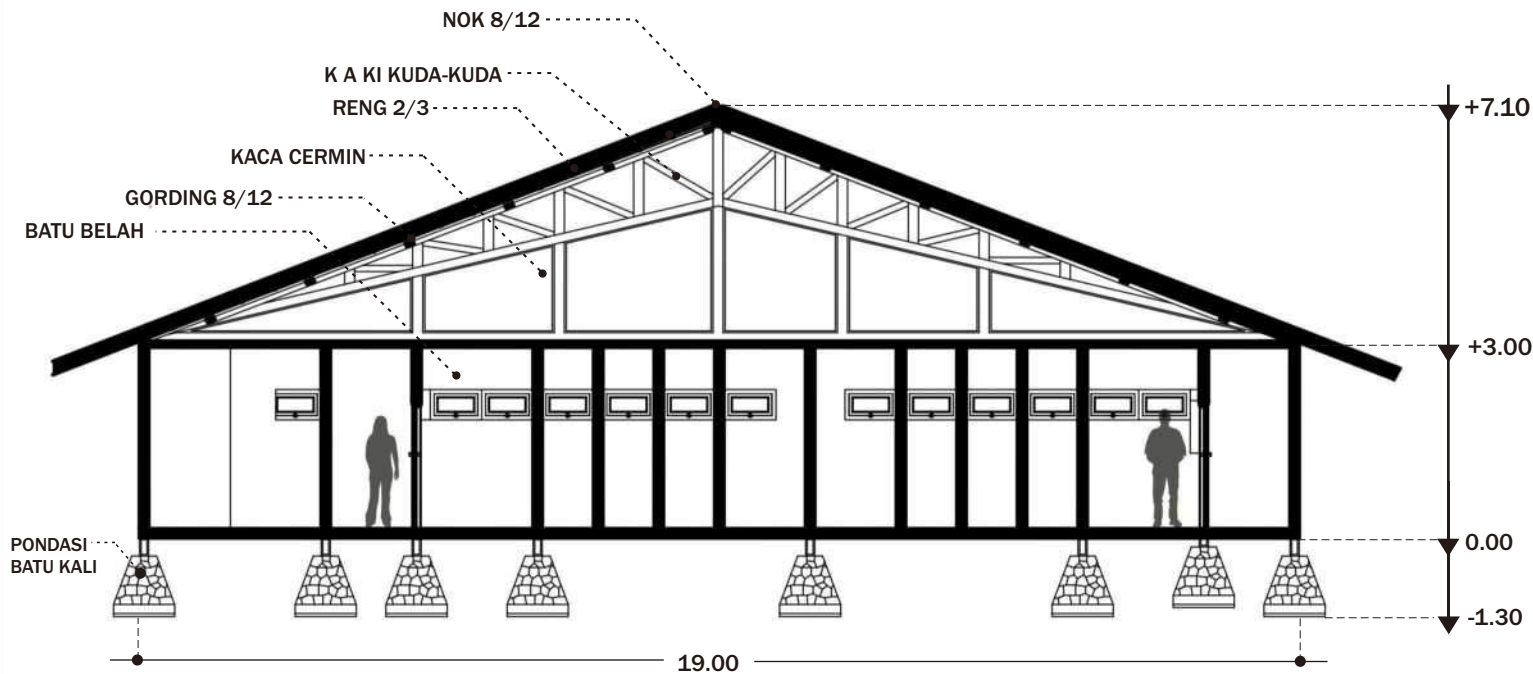 NOK 8/12
K A KI KUDA-KUDA
RENG 2/3
KACA CERMIN
GORDING 8/12
BATU BELAH
PONDASI
BATU KALI
+7.10
+3.00
0.00
-1.30
19.00